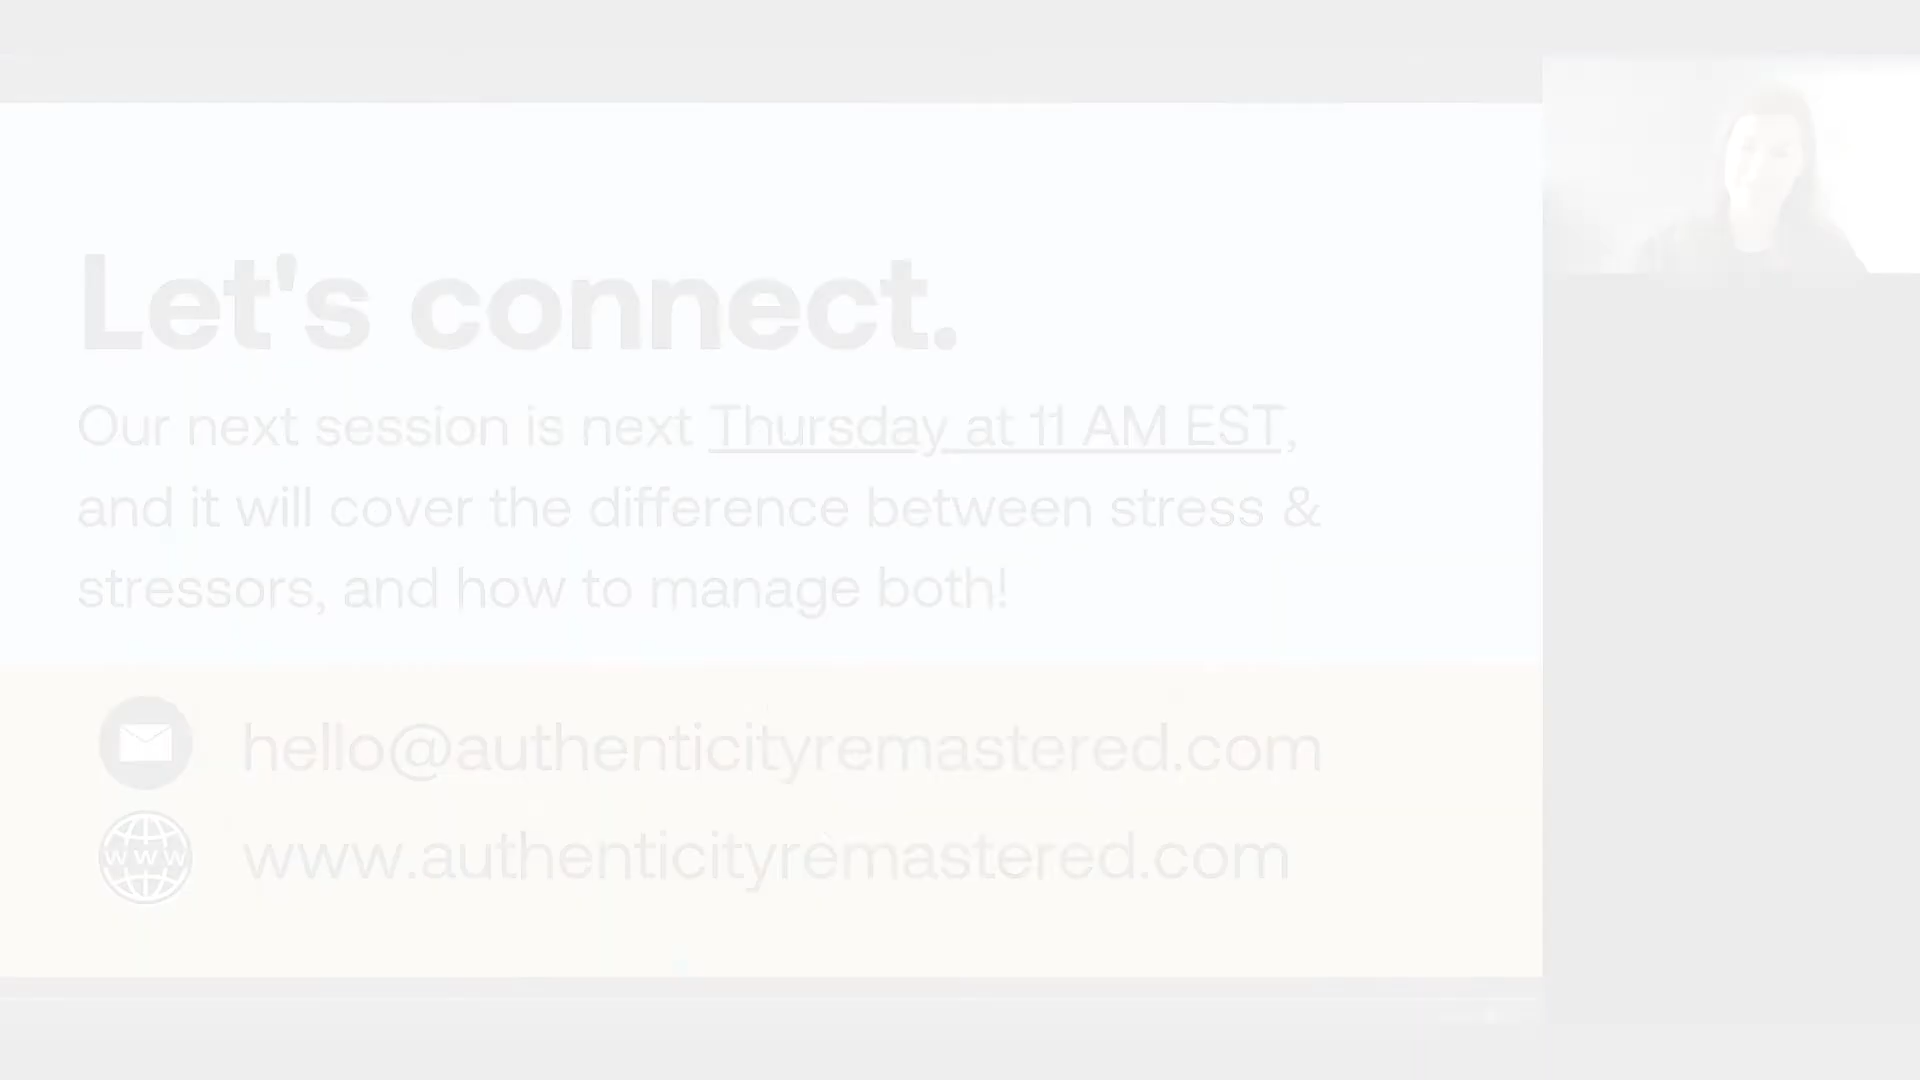 Let's connect.
Our next session is next Thursday at 11 AM EST,
and it will cover the difference between stress &
stressors, and how to manage both!
hello@authenticityremastered.com
www www.authenticityremastered.com